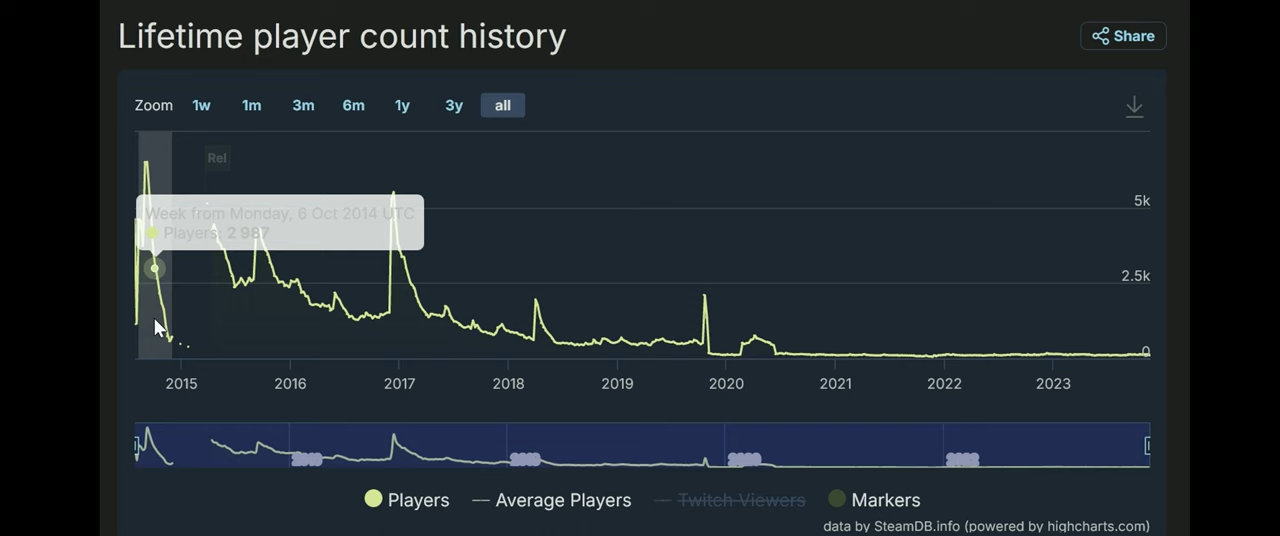 Lifetime player count history
Share
Zoom 1w 1m 3m 6m 1y 3y all
Rel
5k
Week from Monday, 6 Oct 2014 UTC
Players: 2 987
2.5k
0
2015 2016 2017 2018 2019 2020 2021 2022 2023
Players Average Players Twitch Viewers Markers
data by SteamDB.info (powered by highcharts.com)